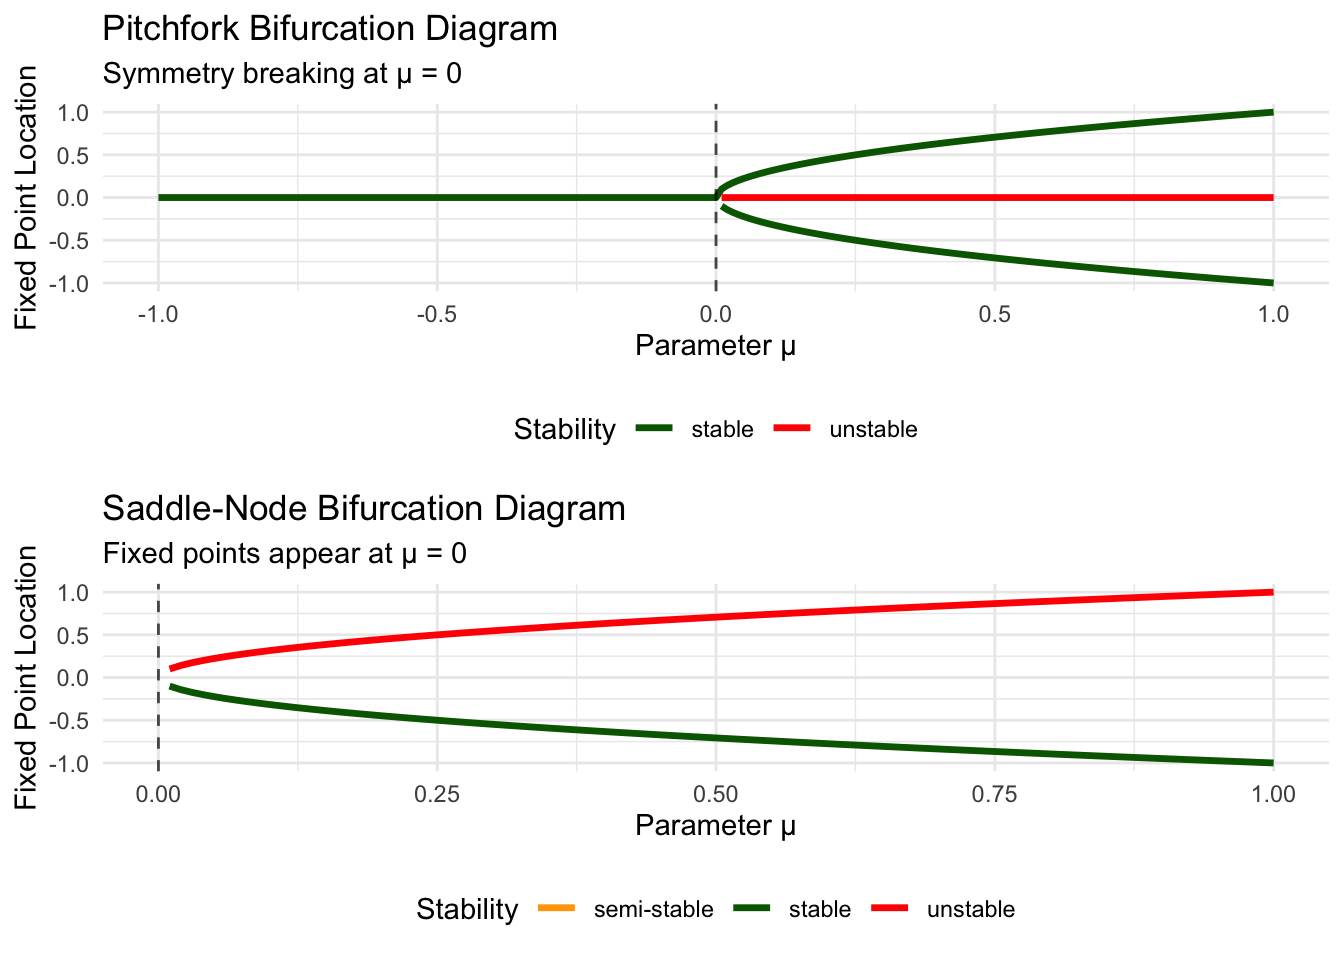 Pitchfork Bifurcation Diagram
Symmetry breaking at µ = 0
Fixed Point Location
1.0
0.5
0.0
-0.5
-1.0
-1.0 -0.5 0.0 0.5 1.0
Parameter µ
Stability stable unstable
Saddle-Node Bifurcation Diagram
Fixed points appear at µ = 0
Fixed Point Location
1.0
0.5
0.0
-0.5
-1.0
0.00 0.25 0.50 0.75 1.00
Parameter µ
Stability semi-stable stable unstable